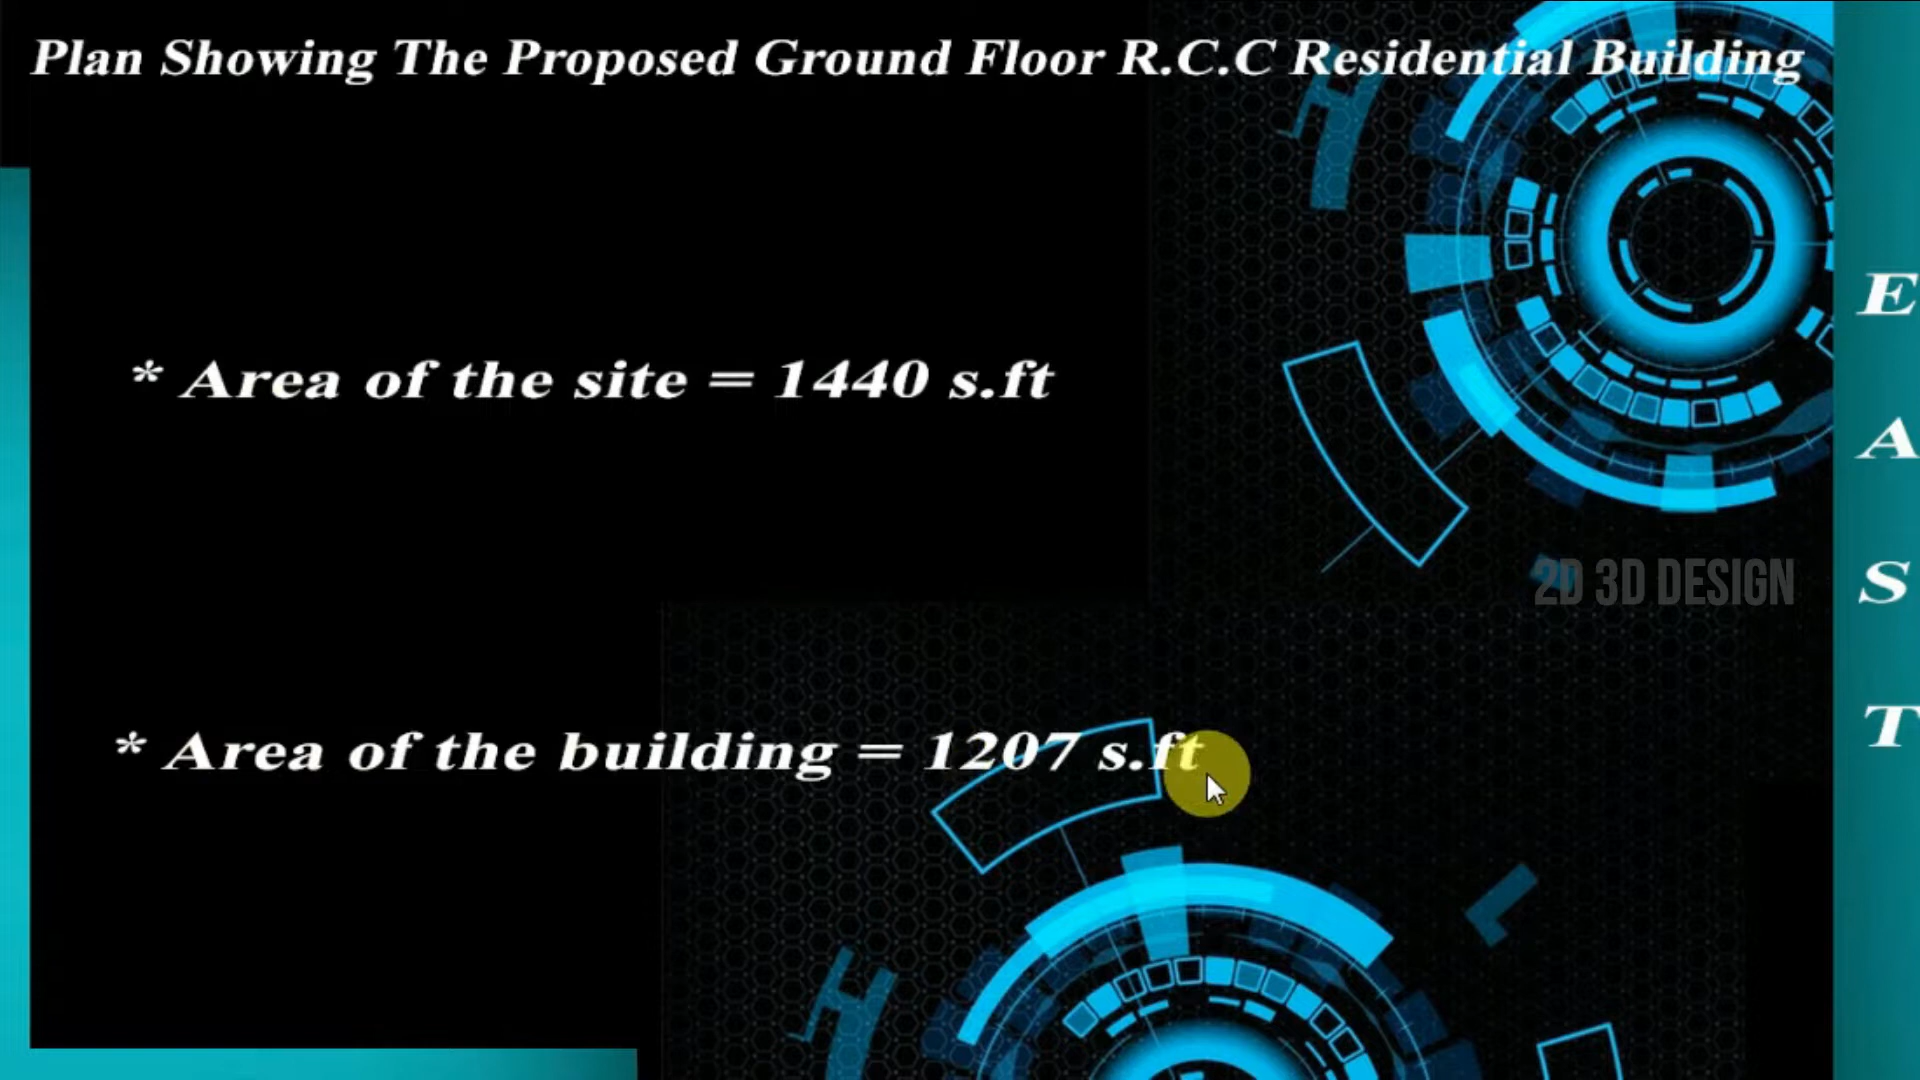 Plan Showing The Proposed Ground Floor R.C.C Residential Building
* Area of the site = 1440 s.ft
2D 3D DESIGN
* Area of the building = 1207 s.ft
E
A
S
T